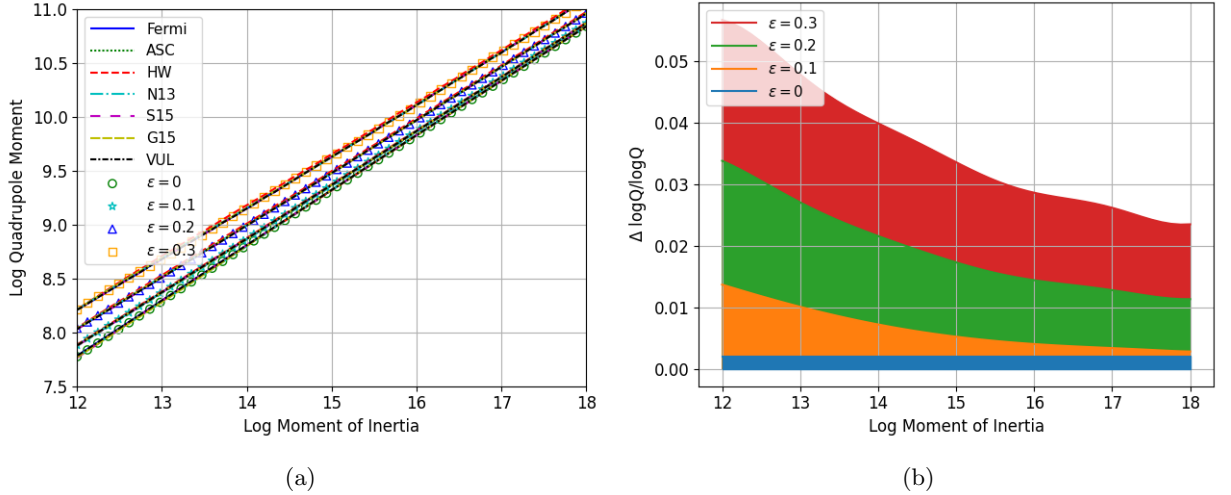 11.0
10.5
10.0
9.5
9.0
8.5
8.0
7.5
Log Quadrupole Moment
Fermi
ASC
HW
N13
S15
G15
VUL
ε = 0
ε = 0.1
ε = 0.2
ε = 0.3
12 13 14 15 16 17 18
Log Moment of Inertia
(a)
0.05
0.04
0.03
0.02
0.01
0.00
Δ logQ/logQ
ε = 0.3
ε = 0.2
ε = 0.1
ε = 0
12 13 14 15 16 17 18
Log Moment of Inertia
(b)